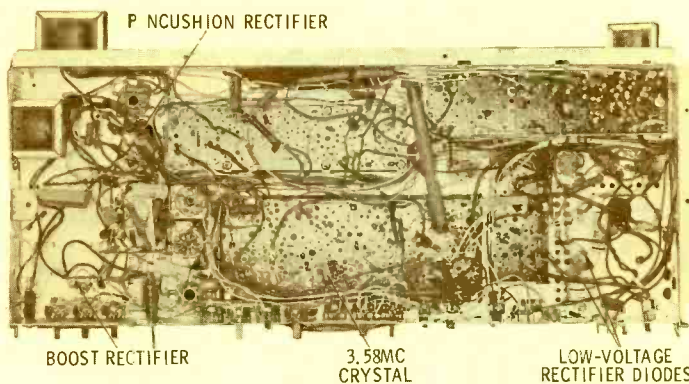 P NCUSHION RECTIFIER
BOOST RECTIFIER
3.58MC
CRYSTAL
LOW-VOLTAGE
RECTIFIER DIODES